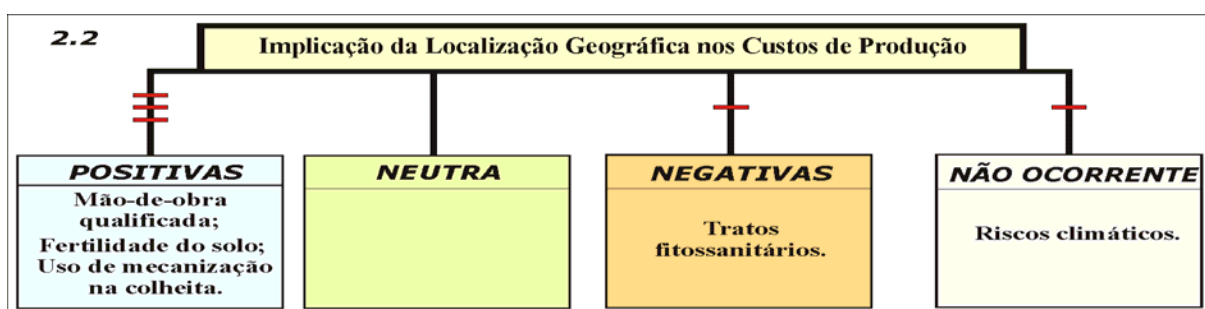 2.2
Implicação da Localização Geográfica nos Custos de Produção
POSITIVAS
Mão-de-obra
qualificada;
Fertilidade do solo;
Uso de mecanização
na colheita.
NEUTRA
NEGATIVAS
Tratos
fitossanitários.
NÃO OCORRENTE
Riscos climáticos.